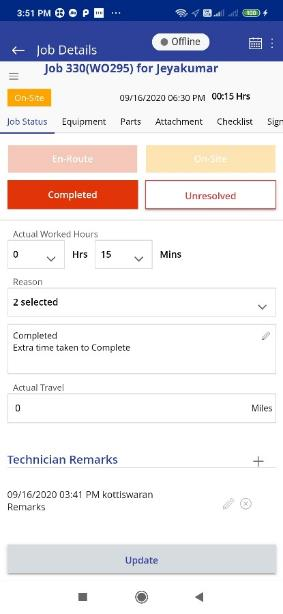 3:51 PM
Offline
Job Details
Job 330(WO295) for Jeyakumar
On-Site
09/16/2020 06:30 PM 00:15 Hrs
Job Status Equipment Parts Attachment Checklist Sign
En-Route On-Site
Completed Unresolved
Actual Worked Hours
0 Hrs 15 Mins
Reason
2 selected
Completed
Extra time taken to Complete
Actual Travel
0 Miles
Technician Remarks
09/16/2020 03:41 PM kottiswaran
Remarks
Update